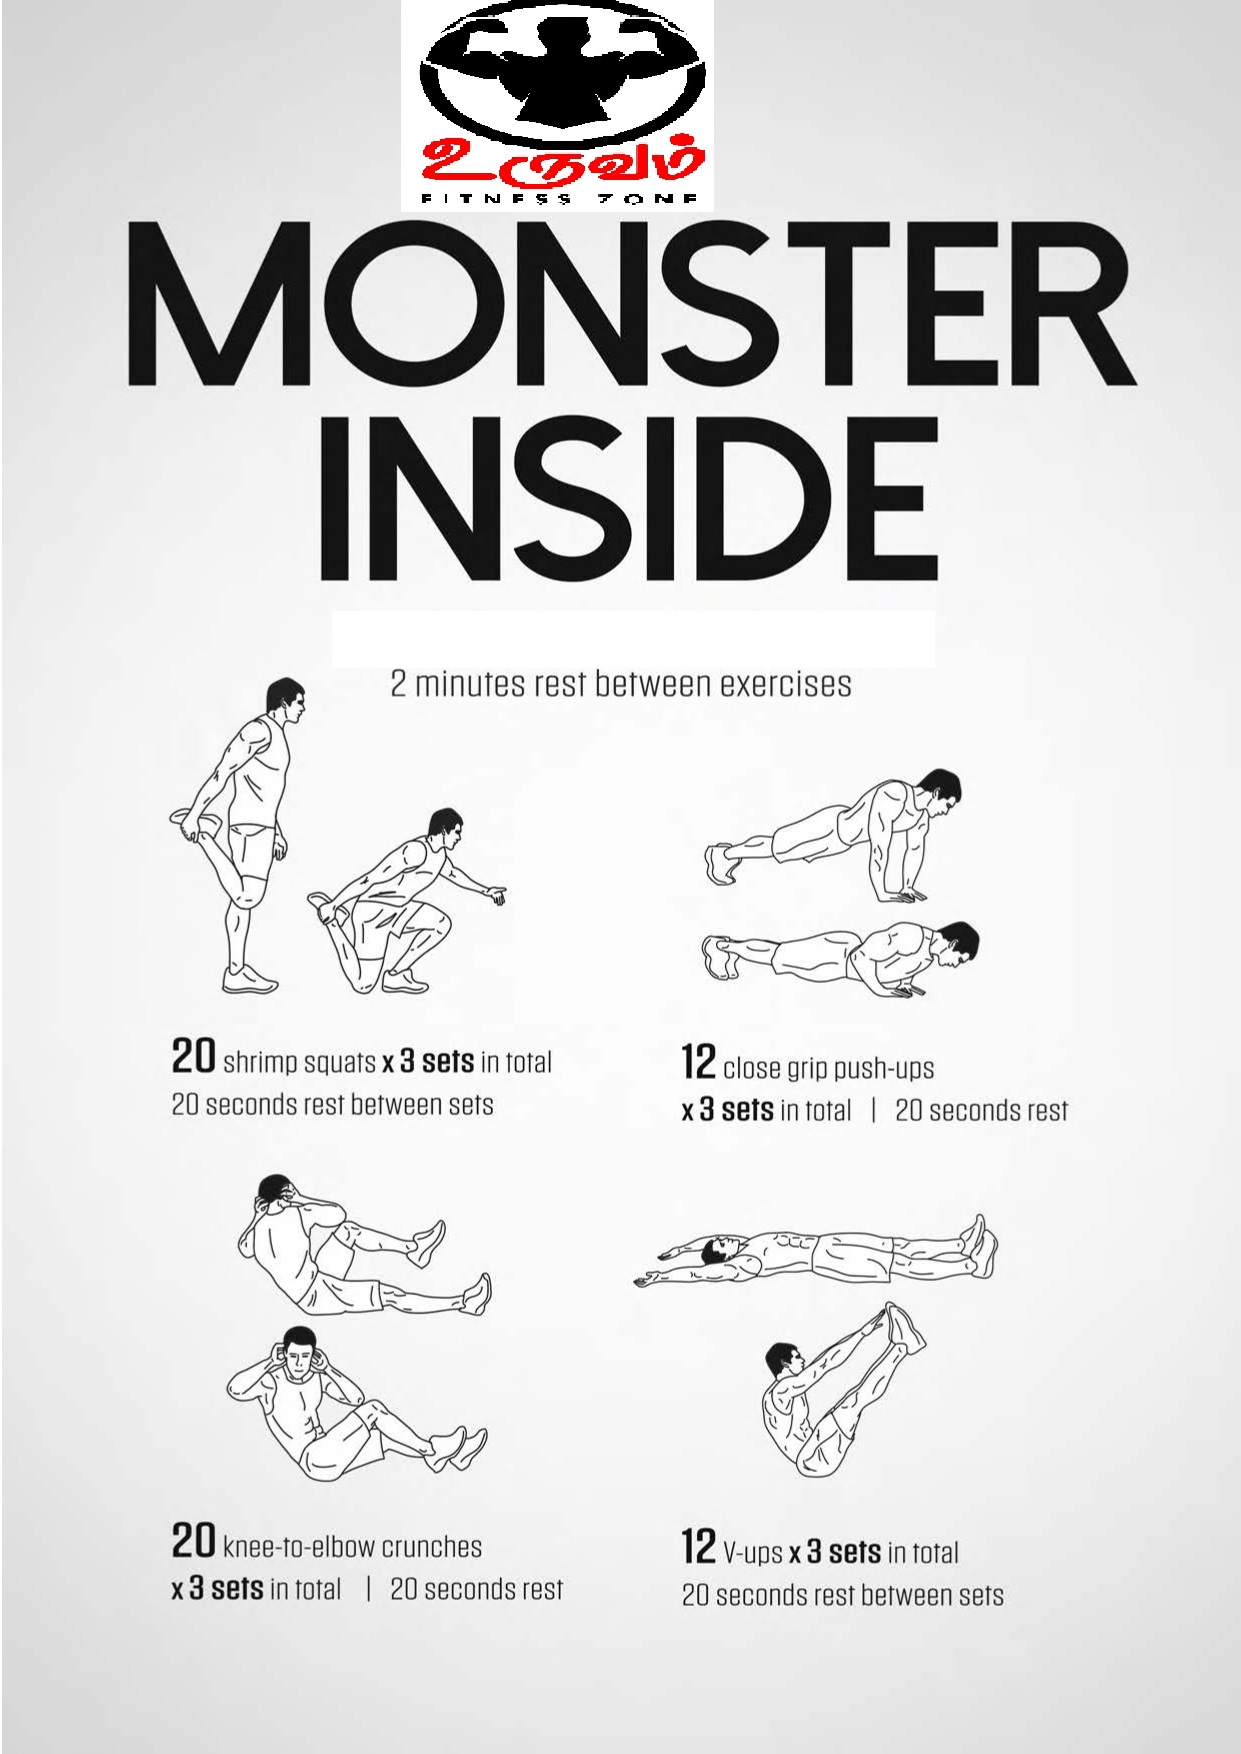 உருவம்
FITNESS ZONE
MONSTER
INSIDE
2 minutes rest between exercises
20 shrimp squats x 3 sets in total
20 seconds rest between sets
12 close grip push-ups
x 3 sets in total | 20 seconds rest
20 knee-to-elbow crunches
x 3 sets in total | 20 seconds rest
12 V-ups x 3 sets in total
20 seconds rest between sets